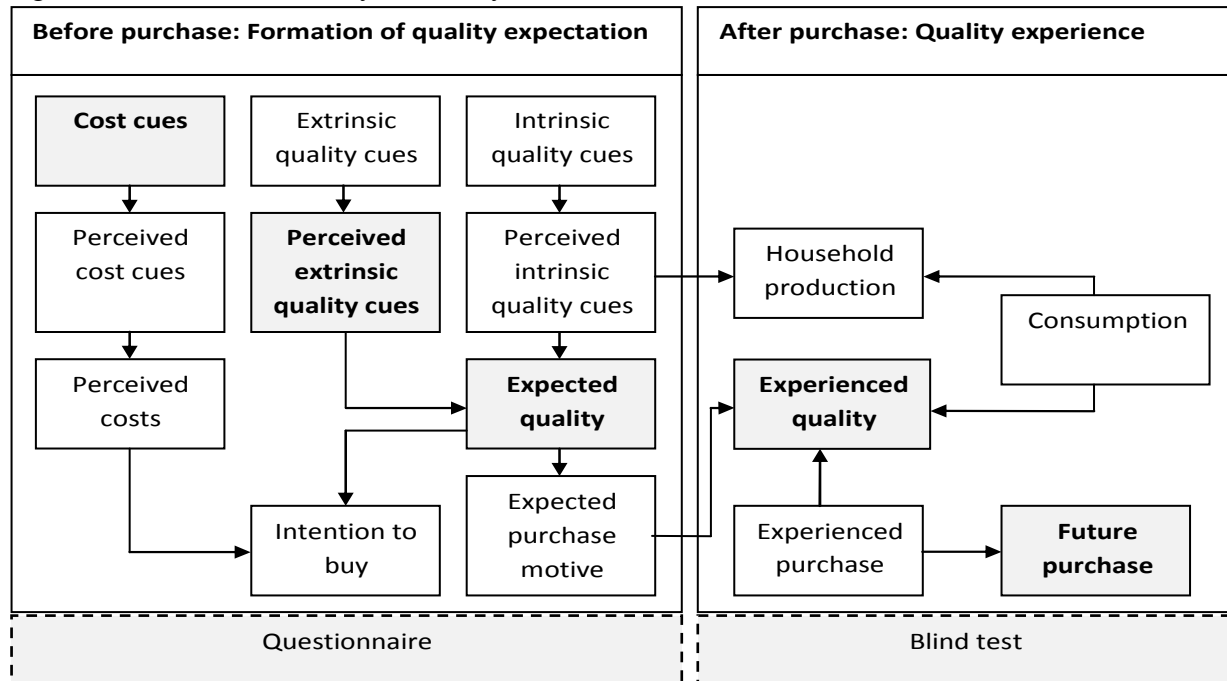 Before purchase: Formation of quality expectation
After purchase: Quality experience
Cost cues
Extrinsic
quality cues
Intrinsic
quality cues
Perceived
cost cues
Perceived
extrinsic
quality cues
Perceived
intrinsic
quality cues
Household
production
Consumption
Perceived
costs
Expected
quality
Experienced
quality
Intention to
buy
Expected
purchase
motive
Experienced
purchase
Future
purchase
Questionnaire
Blind test